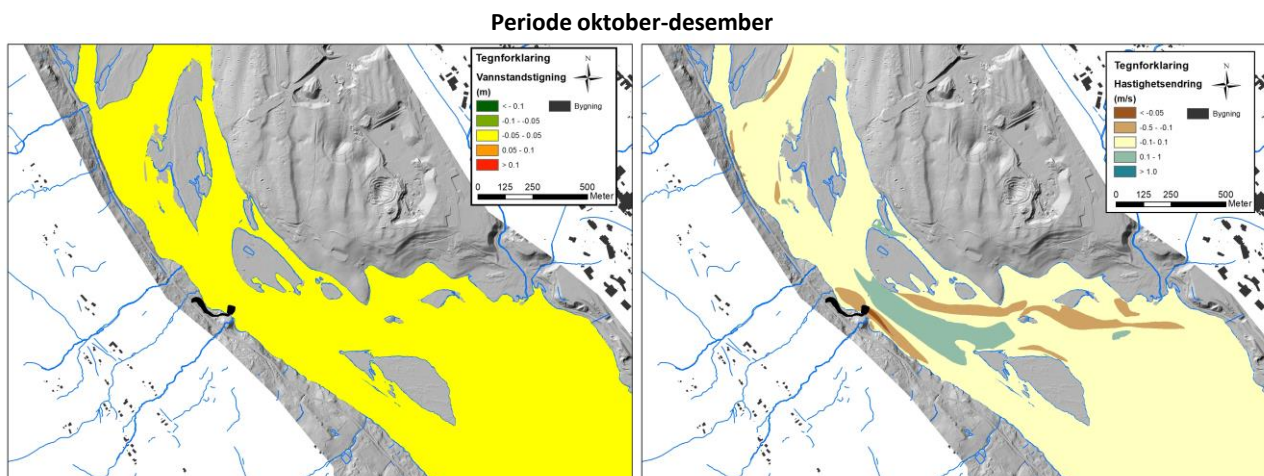 Periode oktober-desember
Tegnforklaring
Vannstandstigning
(m)
N
< - 0.1
-0.1 - -0.05
-0.05 - 0.05
0.05 - 0.1
> 0.1
Bygning
0 125 250 500
Meter
Tegnforklaring
Hastighetsendring
(m/s)
N
< -0.05
-0.5 - -0.1
-0.1- 0.1
0.1 - 1
> 1.0
Bygning
0 125 250 500
Meter